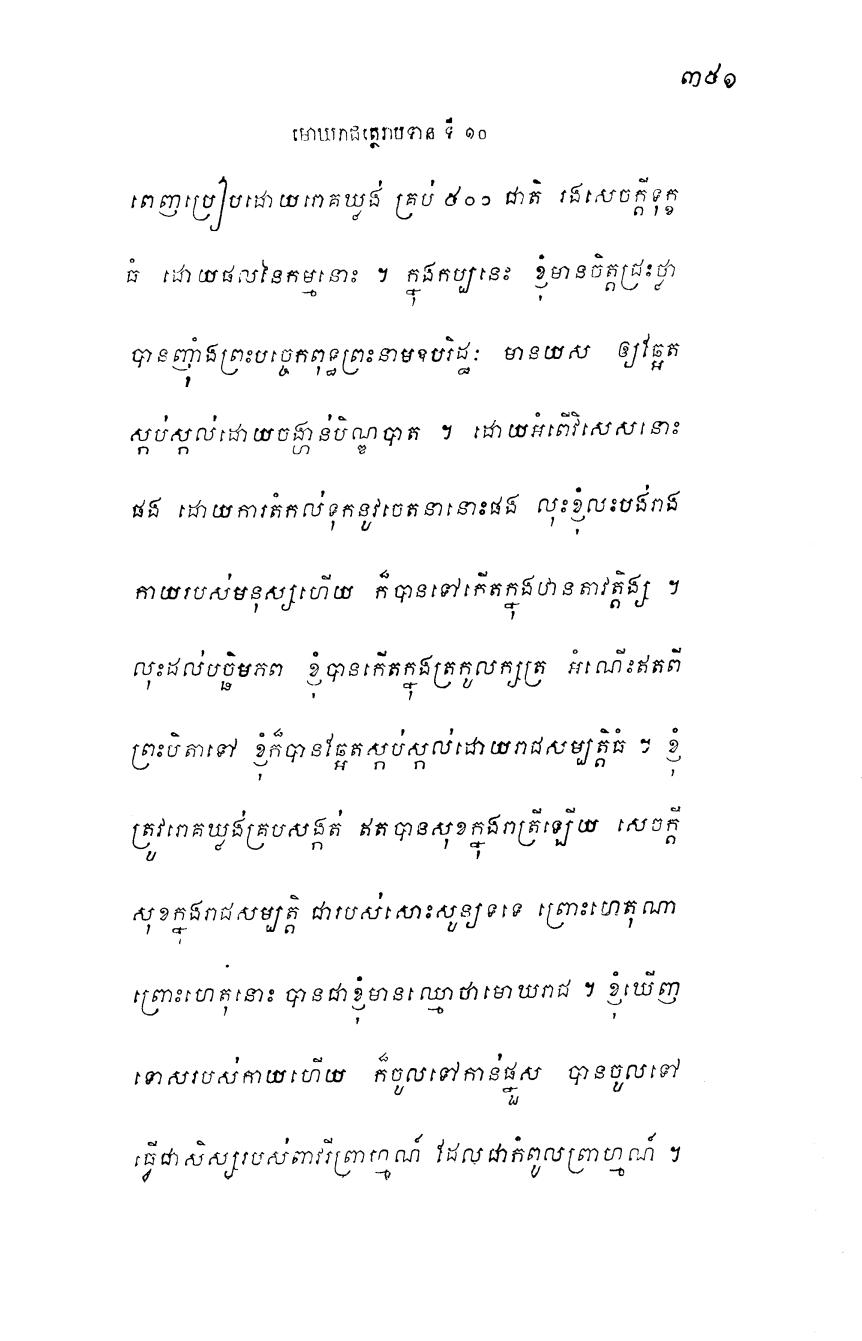 ៣៥១
មោឃរាជត្ថេរាបទាន ទី ១០
ពេញប្រៀបដោយរោគឃ្លង់ គ្រប់ ៥០០ ជាតិ រងសេចក្តីទុក្ខ
ធំ ដោយផលនៃកម្មនោះ ។ ក្នុងកប្បនេះ ខ្ញុំមានចិត្តជ្រះថ្លា
បានញុំាងព្រះបច្ចេកពុទ្ធព្រះនាមឧបរិដ្ឋៈ មានយស ឲ្យឆ្អែត
ស្កប់ស្កល់ដោយចង្ហាន់បិណ្ឌបាត ។ ដោយអំពើវិសេសនោះ
ផង ដោយការតំកល់ទុកនូវចេតនានោះផង លុះខ្ញុំលះបង់រាង
កាយរបស់មនុស្សហើយ ក៏បានទៅកើតក្នុងឋានតាវត្តិង្ស ។
លុះដល់បច្ឆិមភព ខ្ញុំបានកើតក្នុងត្រកូលក្សត្រ អំណើះឥតពី
ព្រះបិតាទៅ ខ្ញុំក៏បានឆ្អែតស្កប់ស្កល់ដោយរាជសម្បត្តិធំ ។ ខ្ញុំ
ត្រូវរោគឃ្លង់គ្របសង្កត់ ឥតបានសុខក្នុងរាត្រីឡើយ សេចក្តី
សុខក្នុងរាជសម្បត្តិ ជារបស់សោះសូន្យទទេ ព្រោះហេតុណា
ព្រោះហេតុនោះ បានជាខ្ញុំមានឈ្មោថាមោឃរាជ ។ ខ្ញុំឃើញ
ទោសរបស់កាយហើយ ក៏ចូលទៅកាន់ផ្នួស បានចូលទៅ
ធ្វើជាសិស្សរបស់ពាវរីព្រាហ្មណ៍ ដែលជាកំពូលព្រាហ្មណ៍ ។